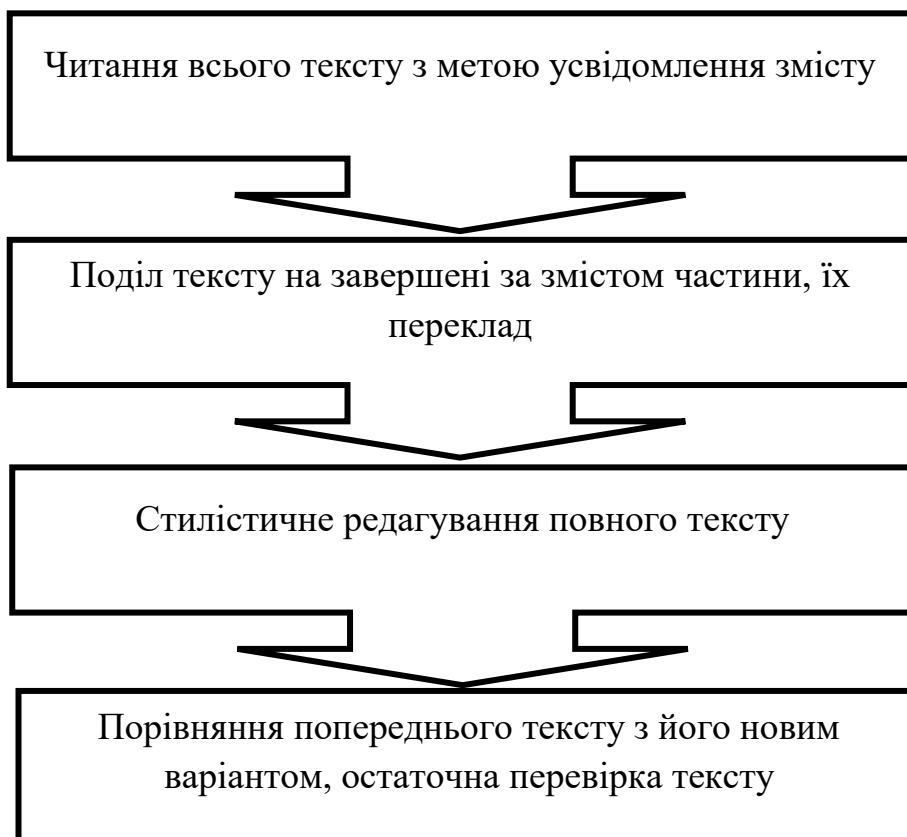 Читання всього тексту з метою усвідомлення змісту
Поділ тексту на завершені за змістом частини, їх
переклад
Стилістичне редагування повного тексту
Порівняння попереднього тексту з його новим
варіантом, остаточна перевірка тексту